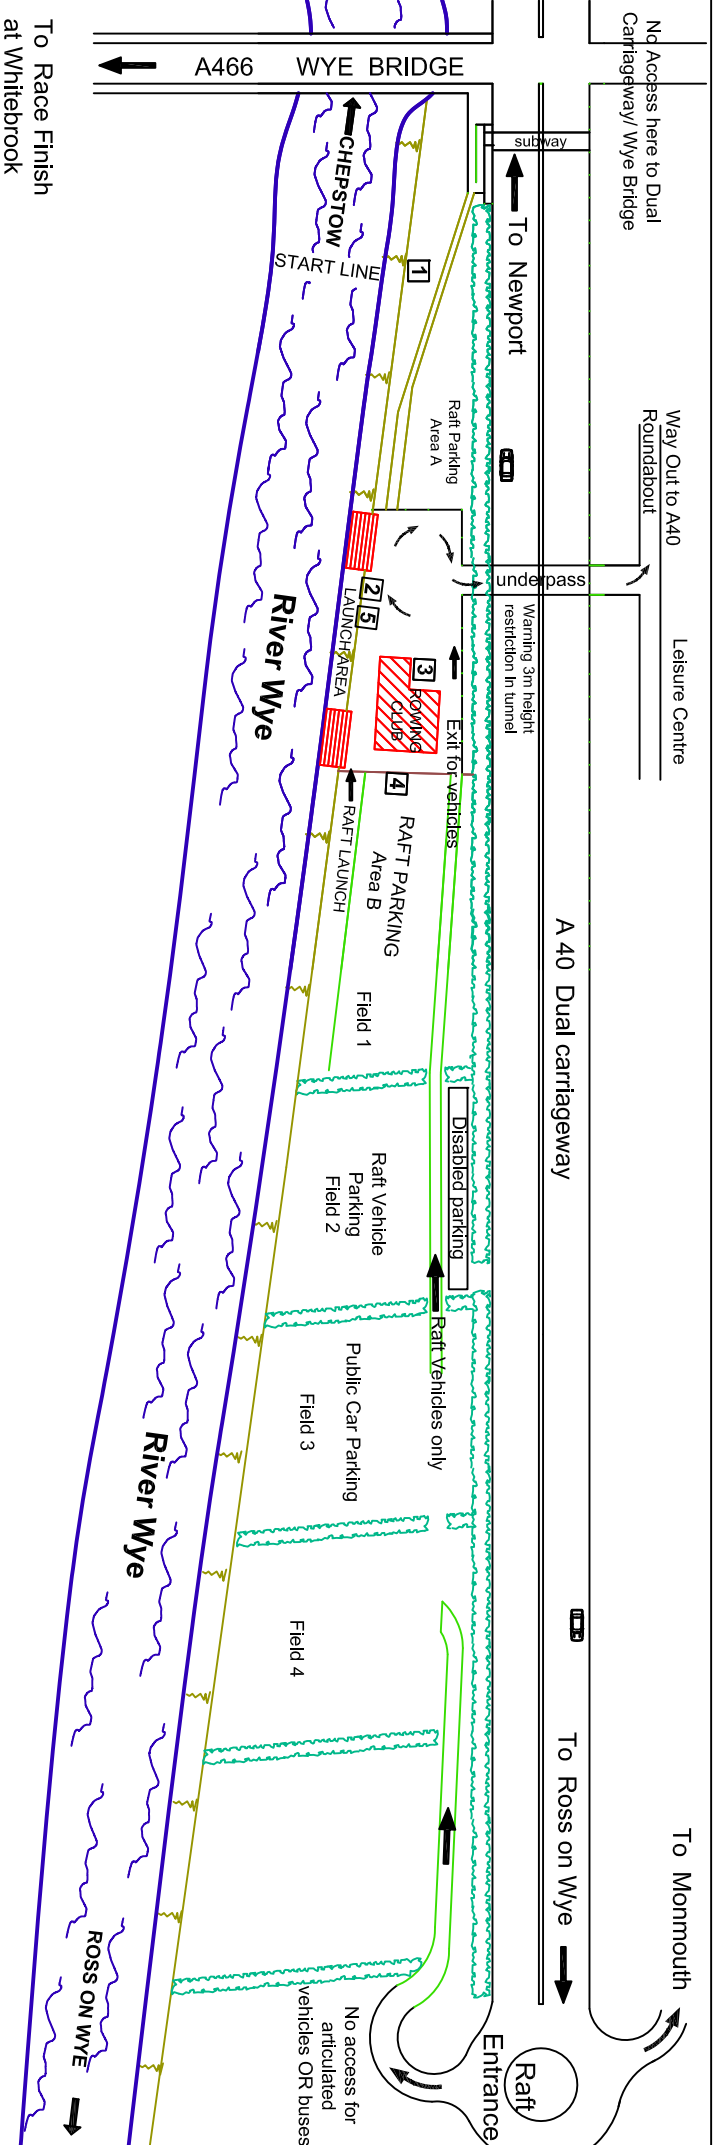 No Access here to Dual
Carriageway/ Wye Bridge
To Race Finish
at Whitebrook
A466 WYE BRIDGE
subway
To Newport
CHEPSTOW
START LINE
1
Raft Parking
Area A
Way Out to A40
Roundabout
underpass
Leisure Centre
Warning 3m height
restriction In tunnel
2
5
LAUNCH AREA
3
ROWING
CLUB
River Wye
Exit for vehicles
4
RAFT LAUNCH
RAFT PARKING
Area B
Field 1
A 40 Dual carriageway
Disabled parking
Raft Vehicle
Parking
Field 2
Raft Vehicles only
Public Car Parking
Field 3
River Wye
Field 4
To Ross on Wye
To Monmouth
ROSS ON WYE
No access for
articulated
vehicles OR buses
Raft
Entrance